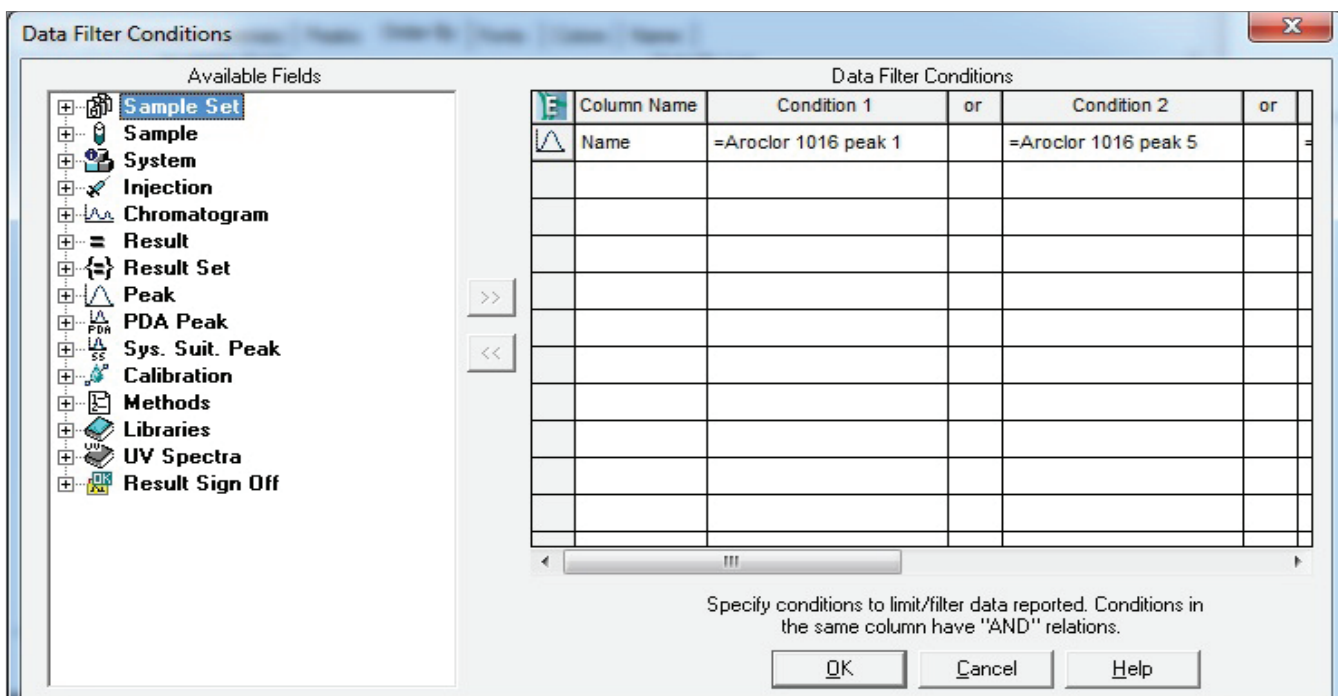 Data Filter Conditions
Available Fields
Sample Set
Sample
System
Injection
Chromatogram
Result
Result Set
Peak
PDA Peak
Sys. Suit. Peak
Calibration
Methods
Libraries
UV Spectra
Result Sign Off
>>
<<
Data Filter Conditions
Column Name Condition 1 or Condition 2 or
Name =Aroclor 1016 peak 1 =Aroclor 1016 peak 5 =
Specify conditions to limit/filter data reported. Conditions in
the same column have "AND" relations.
OK Cancel Help